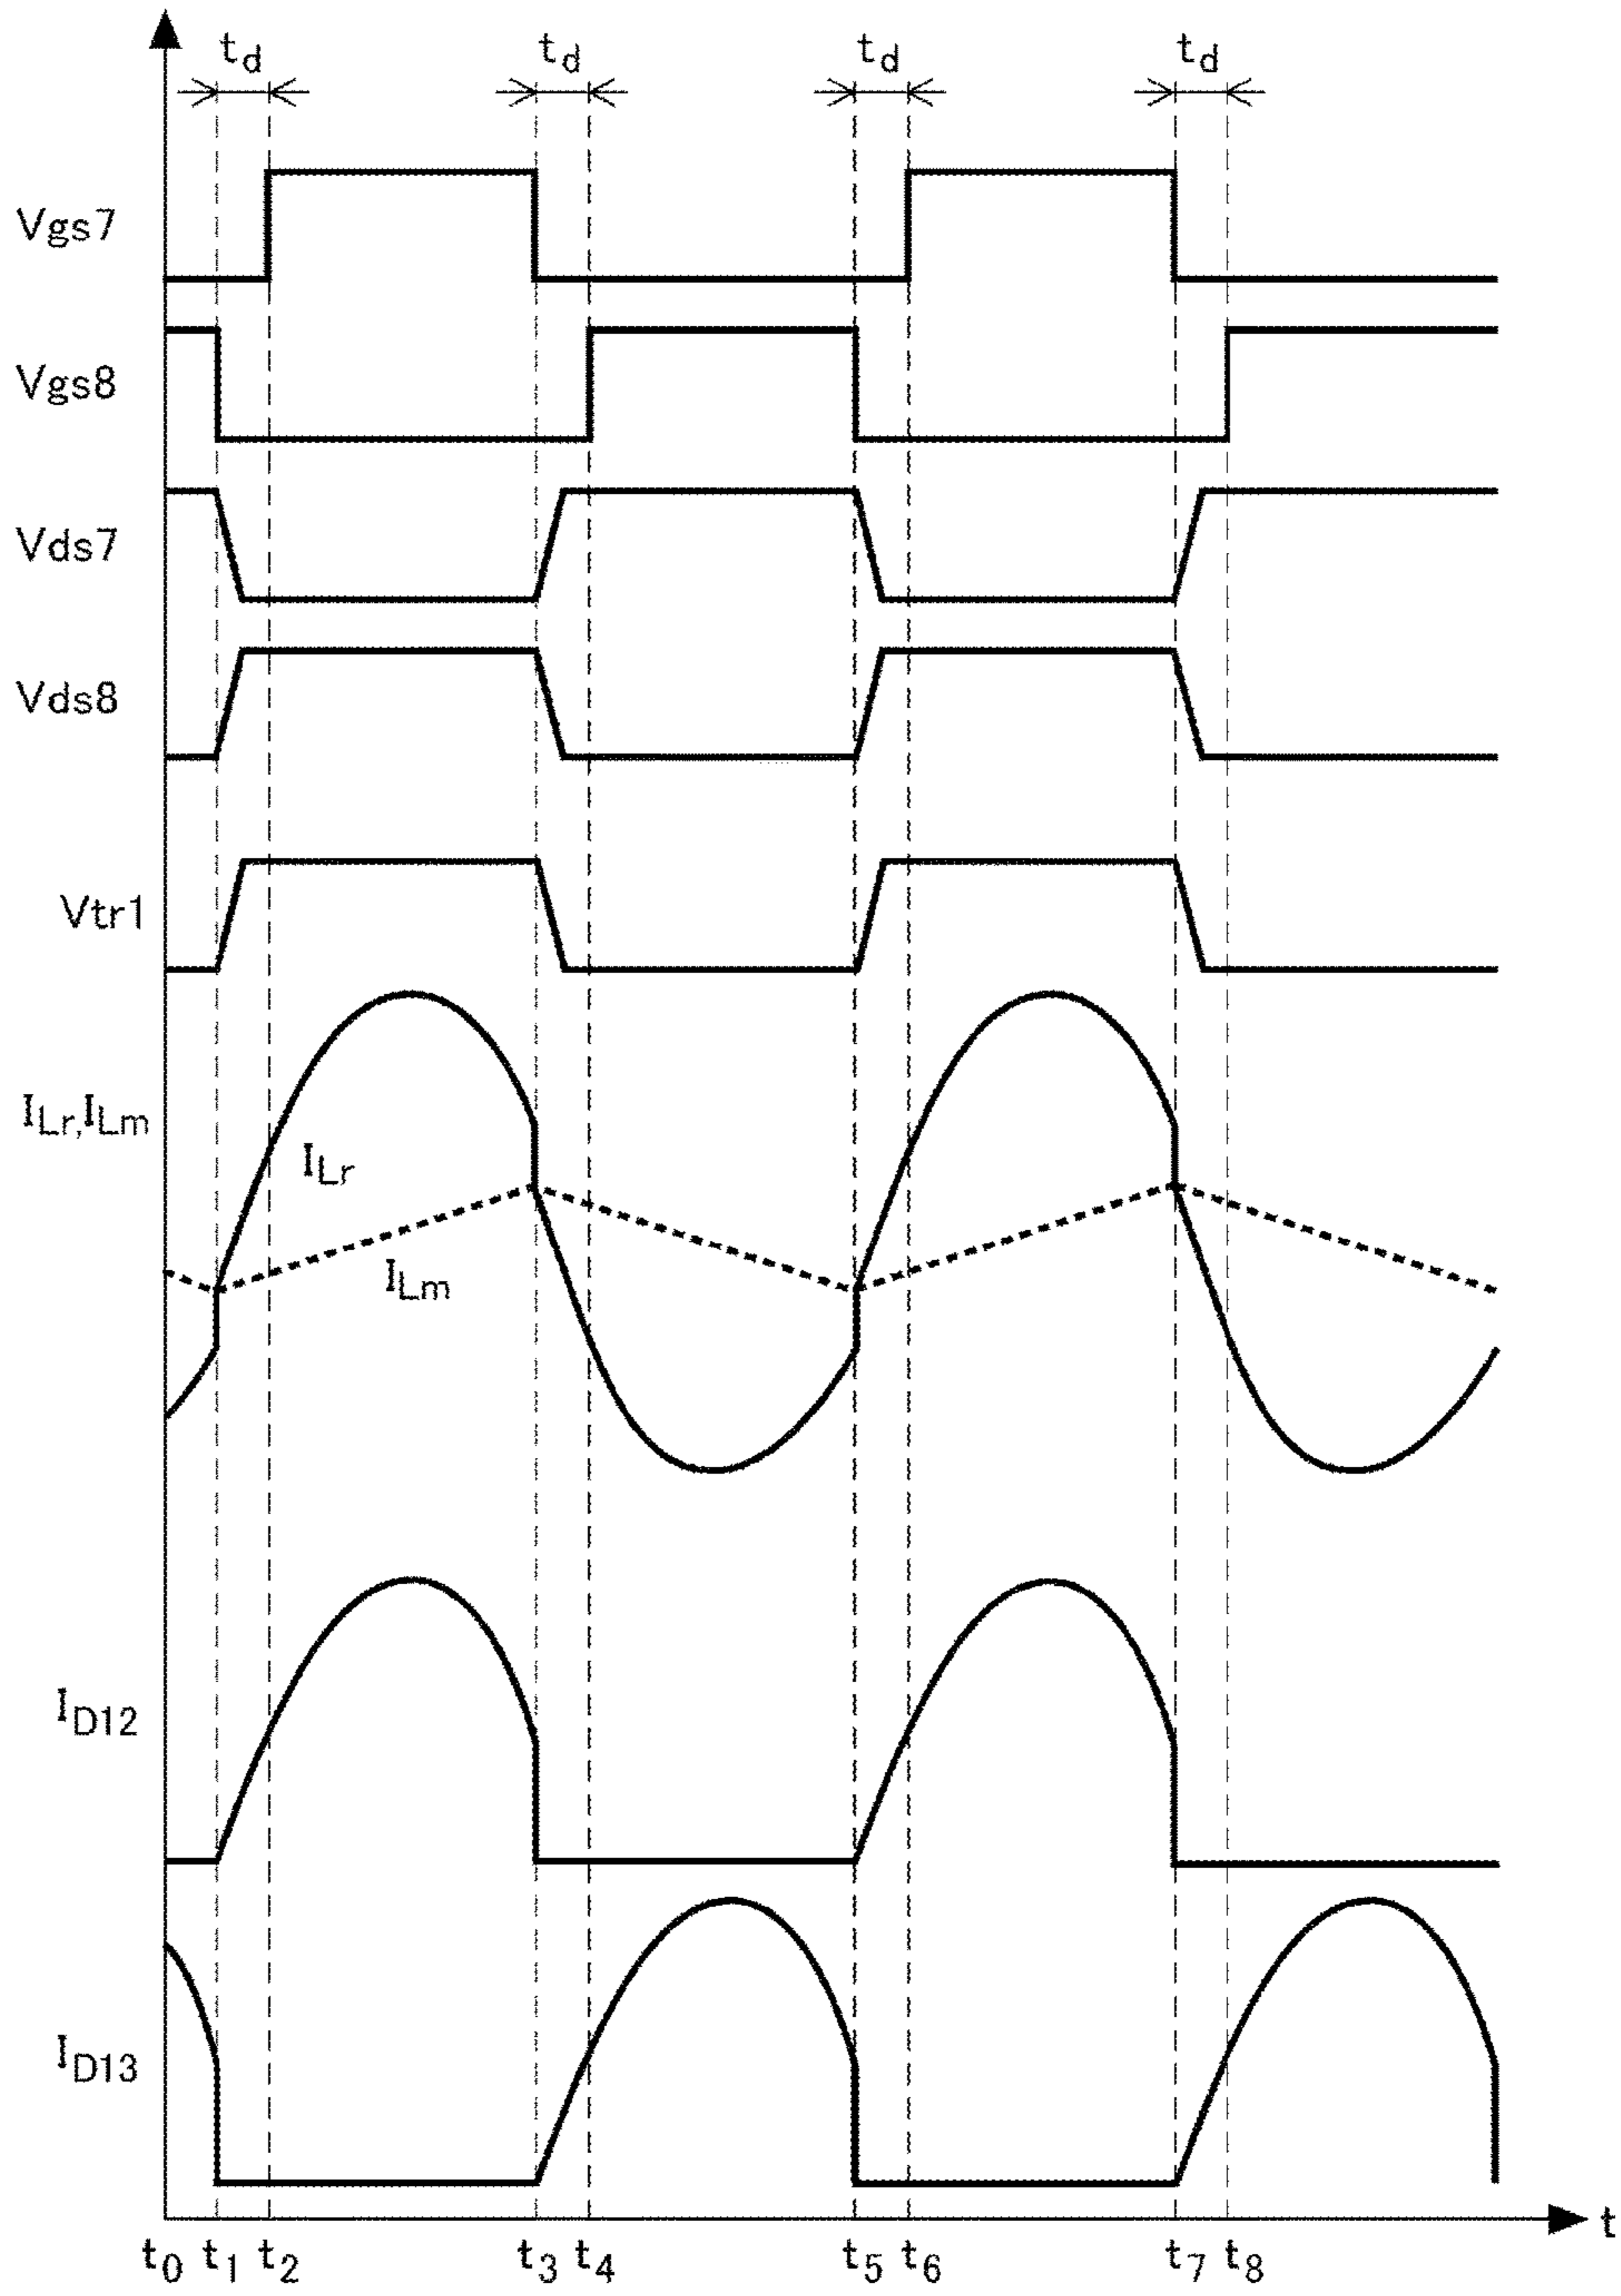 td td td td
Vgs7
Vgs8
Vds7
Vds8
Vtr1
ILr,ILm
ILr
ILm
ID12
ID13
t
t0 t1 t2 t3 t4 t5 t6 t7 t8